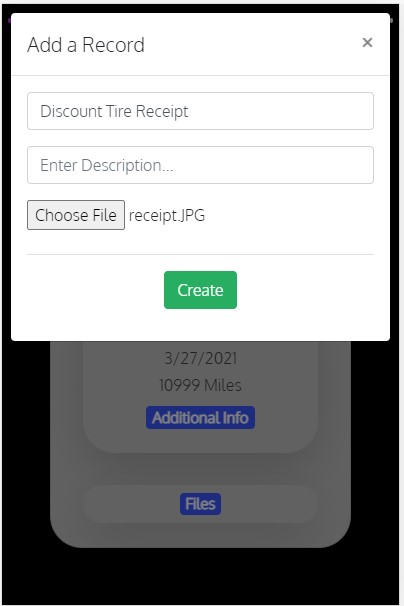 Add a Record ×
Discount Tire Receipt
Enter Description...
Choose File receipt.JPG
Create
3/27/2021
10999 Miles
Additional Info
Files